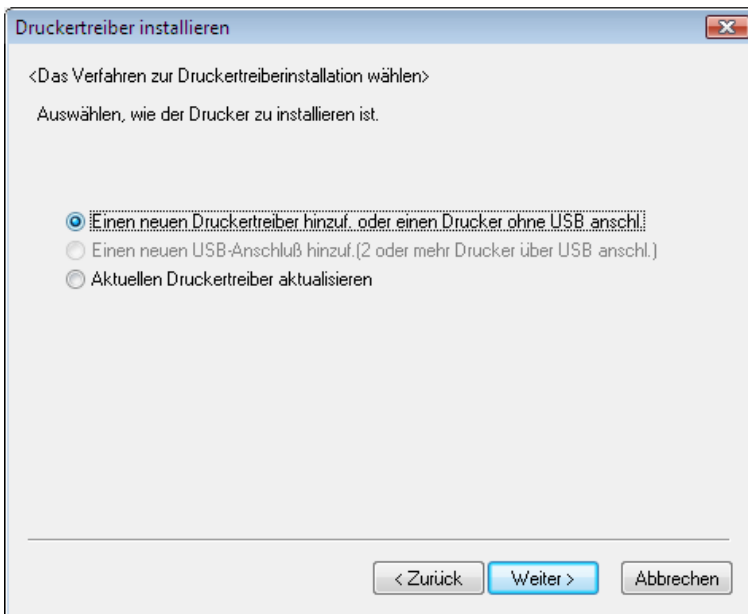 Druckertreiber installieren
<Das Verfahren zur Druckertreiberinstallation wählen>
Auswählen, wie der Drucker zu installieren ist.
Einen neuen Druckertreiber hinzuf. oder einen Drucker ohne USB anschl.
Einen neuen USB-Anschluß hinzuf.(2 oder mehr Drucker über USB anschl.)
Aktuellen Druckertreiber aktualisieren
< Zurück Weiter > Abbrechen